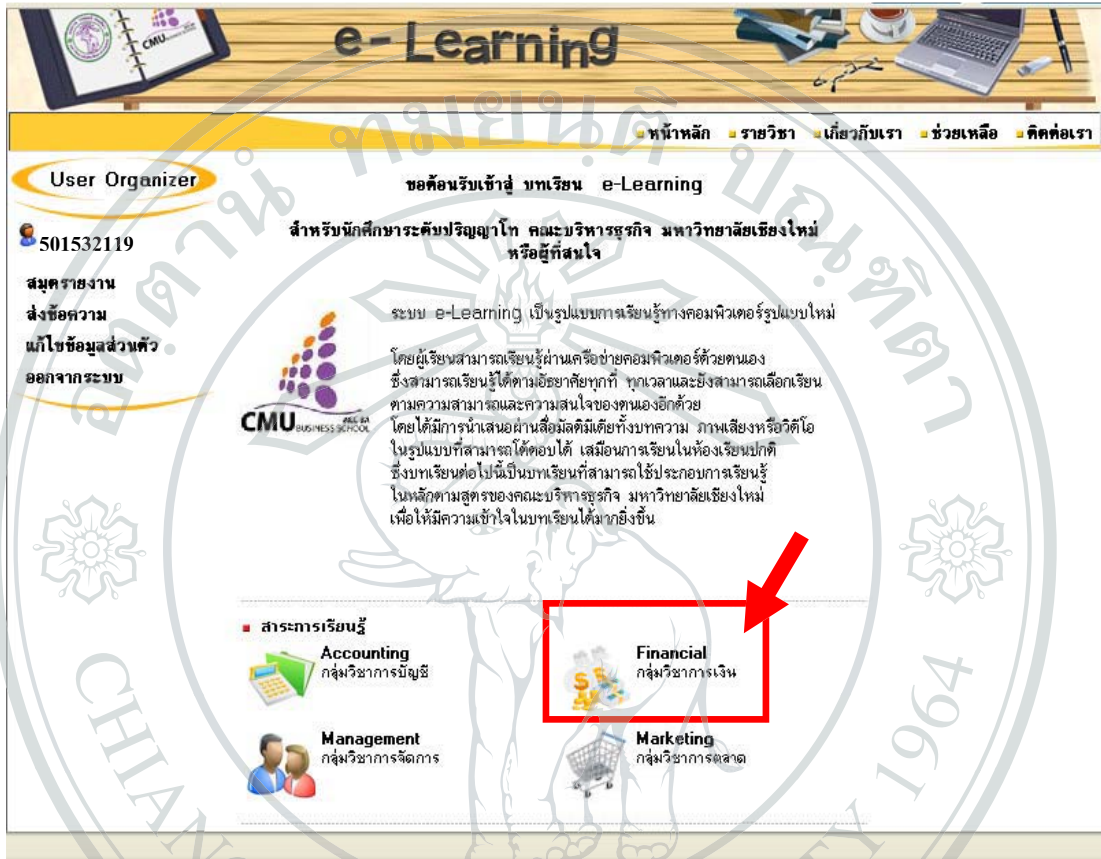 CMU
e-Learning
หน้าหลัก รายวิชา เกี่ยวกับเรา ช่วยเหลือ ติดต่อเรา
User Organizer
501532119
สมุดรายงาน
ส่งข้อความ
แก้ไขข้อมูลส่วนตัว
ออกจากระบบ
ขอต้อนรับเข้าสู่ บทเรียน e-Learning
สำหรับนักศึกษาระดับปริญญาโท คณะบริหารธุรกิจ มหาวิทยาลัยเชียงใหม่
หรือผู้ที่สนใจ
ระบบ e-Learning เป็นรูปแบบการเรียนรู้ทางคอมพิวเตอร์รูปแบบใหม่
โดยผู้เรียนสามารถเรียนรู้ผ่านเครือข่ายคอมพิวเตอร์ด้วยตนเอง
ซึ่งสามารถเรียนรู้ได้ตามอัธยาศัยทุกที่ ทุกเวลาและยังสามารถเลือกเรียน
ตามความสามารถและความสนใจของตนเองอีกด้วย
โดยได้มีการนำเสนอผ่านสื่อมัลติมีเดียทั้งบทความ ภาพเสียงหรือวิดีโอ
ในรูปแบบที่สามารถโต้ตอบได้ เสมือนการเรียนในห้องเรียนปกติ
ซึ่งบทเรียนต่อไปนี้เป็นบทเรียนที่สามารถใช้ประกอบการเรียนรู้
ในหลักตามสูตรของคณะบริหารธุรกิจ มหาวิทยาลัยเชียงใหม่
เพื่อให้มีความเข้าใจในบทเรียนได้มากยิ่งขึ้น
CMU BUSINESS SCHOOL
สาระการเรียนรู้
Accounting
กลุ่มวิชาการบัญชี
Financial
กลุ่มวิชาการเงิน
Management
กลุ่มวิชาการจัดการ
Marketing
กลุ่มวิชาการตลาด
อตฺตานํ ทมยนฺติ ปณฺฑิตา
1964